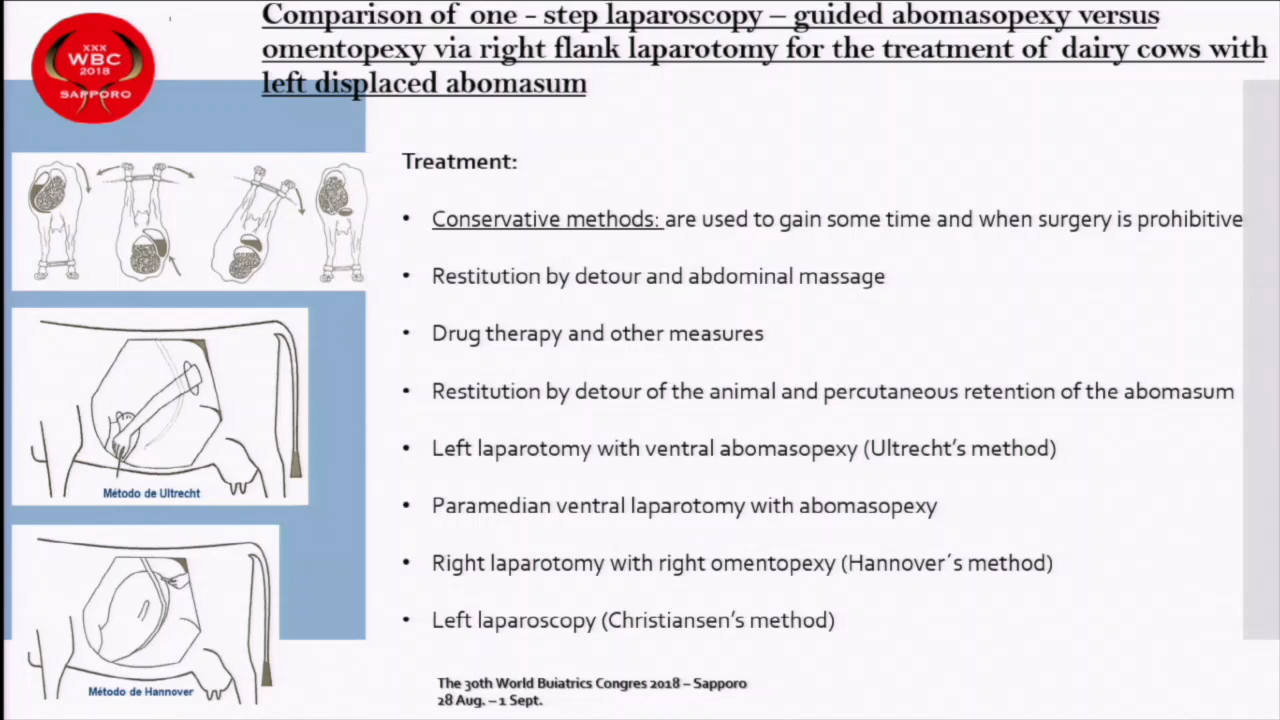 XXX
WBC
2018
SAPPORO
Comparison of one - step laparoscopy – guided abomasopexy versus
omentopexy via right flank laparotomy for the treatment of dairy cows with
left displaced abomasum
Treatment:
• Conservative methods: are used to gain some time and when surgery is prohibitive
• Restitution by detour and abdominal massage
• Drug therapy and other measures
• Restitution by detour of the animal and percutaneous retention of the abomasum
• Left laparotomy with ventral abomasopexy (Ultrecht's method)
• Paramedian ventral laparotomy with abomasopexy
• Right laparotomy with right omentopexy (Hannover´s method)
• Left laparoscopy (Christiansen's method)
Método de Ultrecht
Método de Hannover
The 30th World Buiatrics Congres 2018 – Sapporo
28 Aug. – 1 Sept.